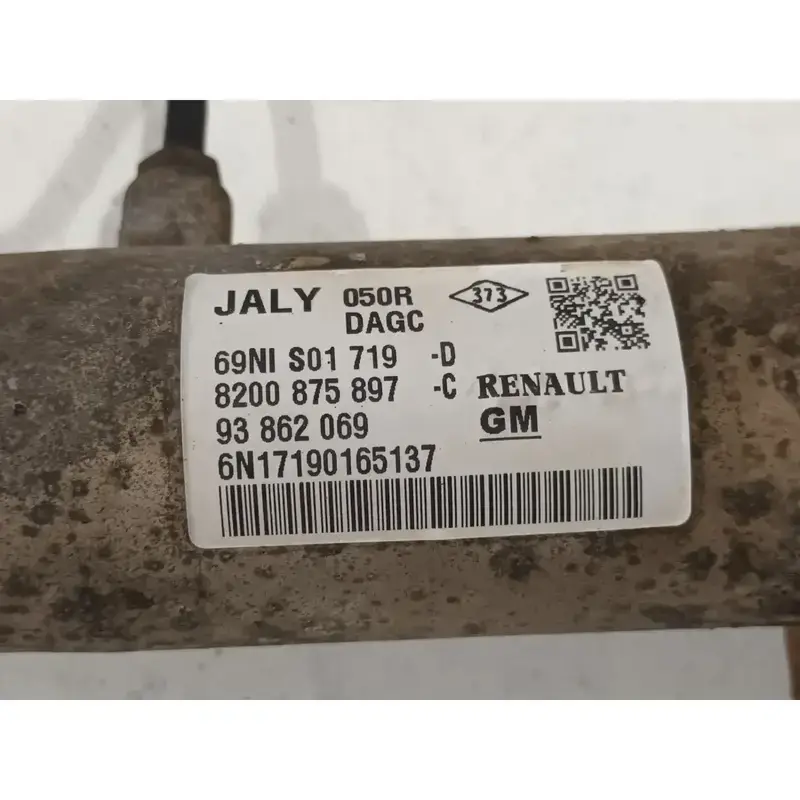 JALY 050R 373
DAGC
69NI S01 719 -D
8200 875 897 -C RENAULT
93 862 069 GM
6N17190165137